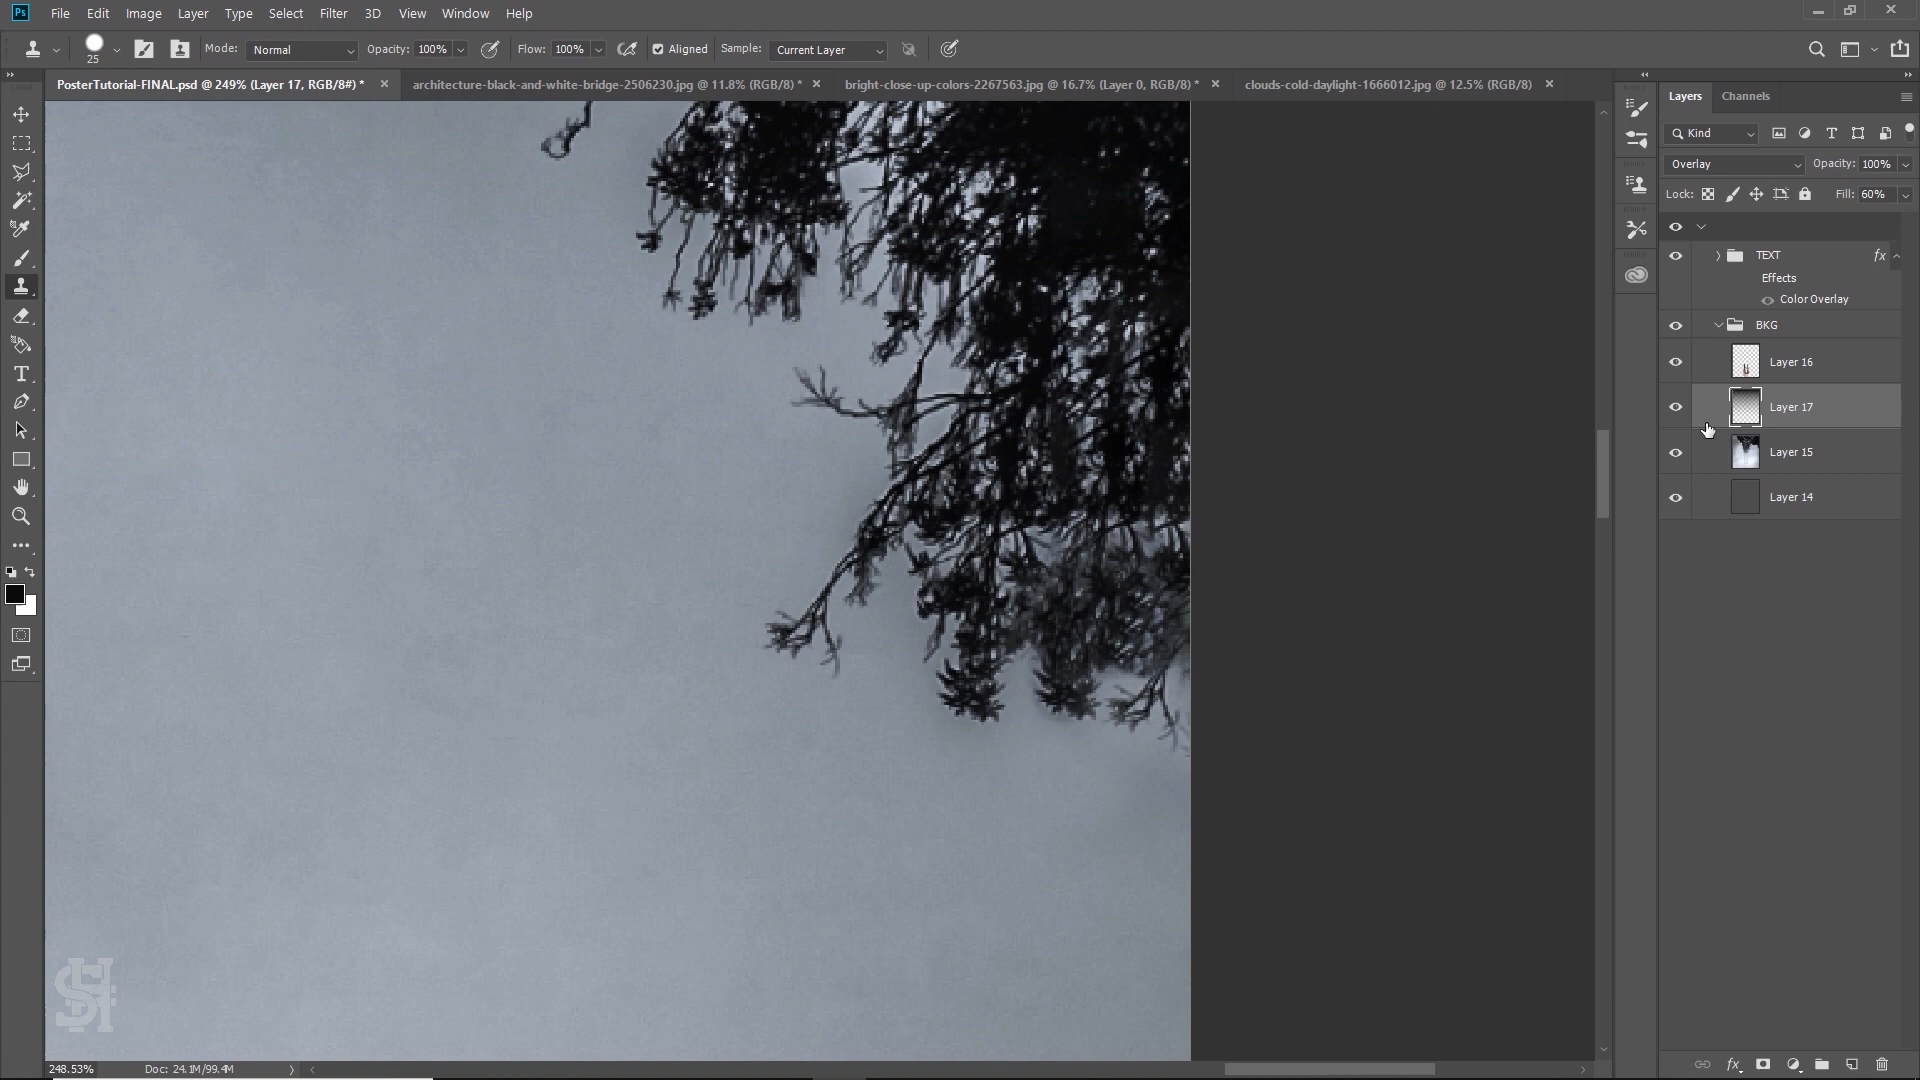 Ps File Edit Image Layer Type Select Filter 3D View Window Help
25 Mode: Normal Opacity: 100% Flow: 100% Aligned Sample: Current Layer
PosterTutorial-FINAL.psd @ 249% (Layer 17, RGB/8#) * architecture-black-and-white-bridge-2506230.jpg @ 11.8% (RGB/8) * bright-close-up-colors-2267563.jpg @ 16.7% (Layer 0, RGB/8) * clouds-cold-daylight-1666012.jpg @ 12.5% (RGB/8)
Layers Channels
Kind
Overlay Opacity: 100%
Lock: Fill: 60%
TEXT fx
Effects
Color Overlay
BKG
Layer 16
Layer 17
Layer 15
Layer 14
SH
248.53% Doc: 24.1M/99.4M
fx